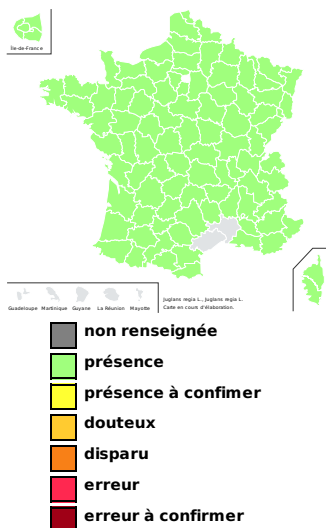 Île-de-France
Guadeloupe Martinique Guyane La Réunion Mayotte
Juglans regia L., Juglans regia L.
Carte en cours d'élaboration.
non renseignée
présence
présence à confimer
douteux
disparu
erreur
erreur à confirmer